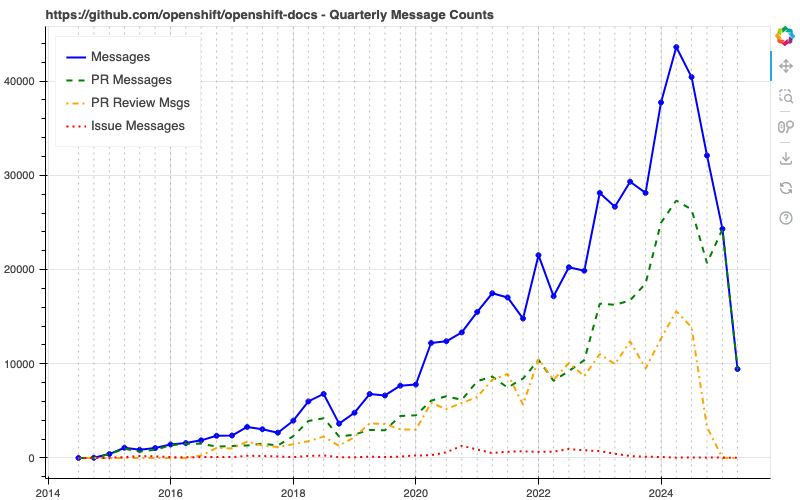 https://github.com/openshift/openshift-docs - Quarterly Message Counts
Messages
PR Messages
PR Review Msgs
Issue Messages
40000
30000
20000
10000
0
2014
2016
2018
2020
2022
2024